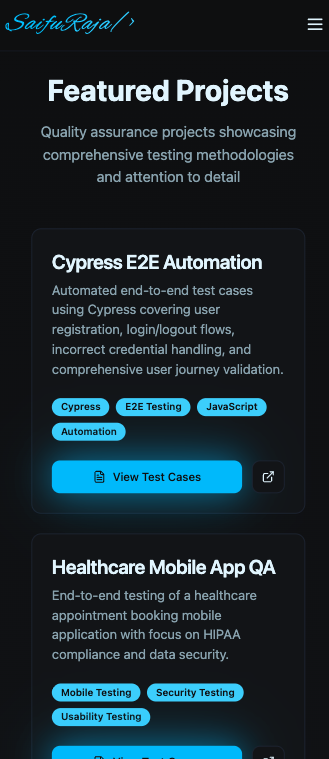 SaifuRaja/>
Featured Projects
Quality assurance projects showcasing
comprehensive testing methodologies
and attention to detail
Cypress E2E Automation
Automated end-to-end test cases
using Cypress covering user
registration, login/logout flows,
incorrect credential handling, and
comprehensive user journey validation.
Cypress E2E Testing JavaScript
Automation
View Test Cases
Healthcare Mobile App QA
End-to-end testing of a healthcare
appointment booking mobile
application with focus on HIPAA
compliance and data security.
Mobile Testing Security Testing
Usability Testing